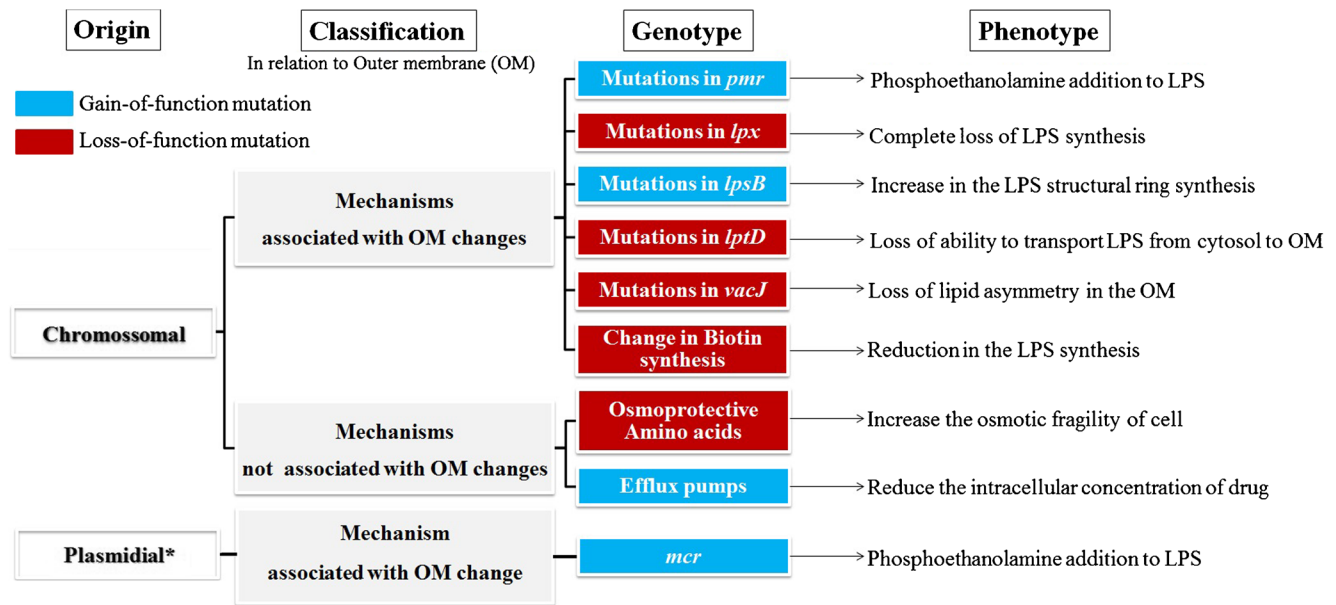 Origin
Classification
Genotype
Phenotype
In relation to Outer membrane (OM)
Gain-of-function mutation
Loss-of-function mutation
Mutations in pmr
Phosphoethanolamine addition to LPS
Mutations in lpx
Complete loss of LPS synthesis
Mechanisms
associated with OM changes
Mutations in lpsB
Increase in the LPS structural ring synthesis
Mutations in lptD
Loss of ability to transport LPS from cytosol to OM
Mutations in vacJ
Loss of lipid asymmetry in the OM
Chromossomal
Change in Biotin
synthesis
Reduction in the LPS synthesis
Mechanisms
not associated with OM changes
Osmoprotective
Amino acids
Increase the osmotic fragility of cell
Efflux pumps
Reduce the intracellular concentration of drug
Plasmidial*
Mechanism
associated with OM change
mcr
Phosphoethanolamine addition to LPS